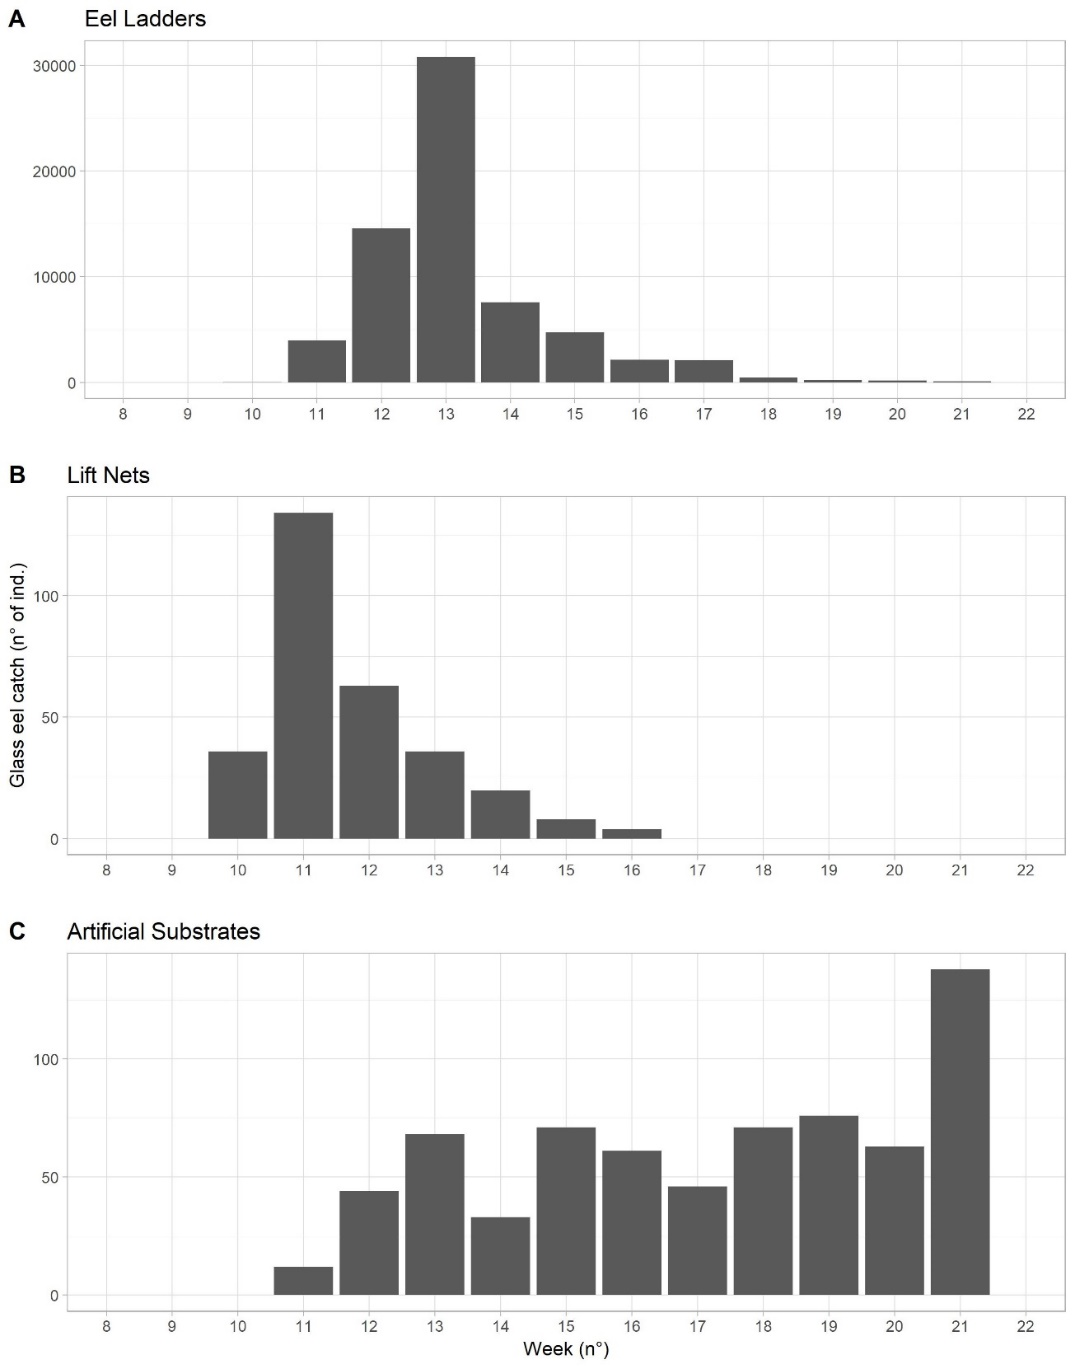 A Eel Ladders
30000
20000
10000
0
8 9 10 11 12 13 14 15 16 17 18 19 20 21 22
B Lift Nets
100
50
0
8 9 10 11 12 13 14 15 16 17 18 19 20 21 22
Glass eel catch (n° of ind.)
C Artificial Substrates
100
50
0
8 9 10 11 12 13 14 15 16 17 18 19 20 21 22
Week (n°)